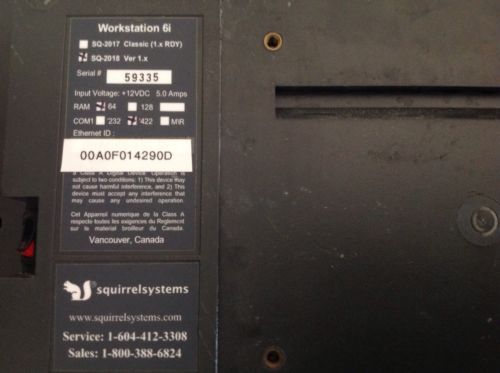 Workstation 6i
SQ-2017 Classic (1.x RDY)
SQ-2018 Ver 1.x
Serial # 59335
Input Voltage: +12VDC 5.0 Amps
RAM 64 128
COM1 '232 '422 MIR
Ethernet ID :
00A0F014290D
a Class A Digital Device. Operation is
subject to two conditions: 1) This device may
not cause harmful interference, and 2) This
device must accept any interference that
may cause any undesired operation.
Cet Appareil numerique de la Class A
respecte toutes les exigences du Reglement
sur le material broilleur du Canada.
Vancouver, Canada
squirrelsystems
www.squirrelsystems.com
Service: 1-604-412-3308
Sales: 1-800-388-6824